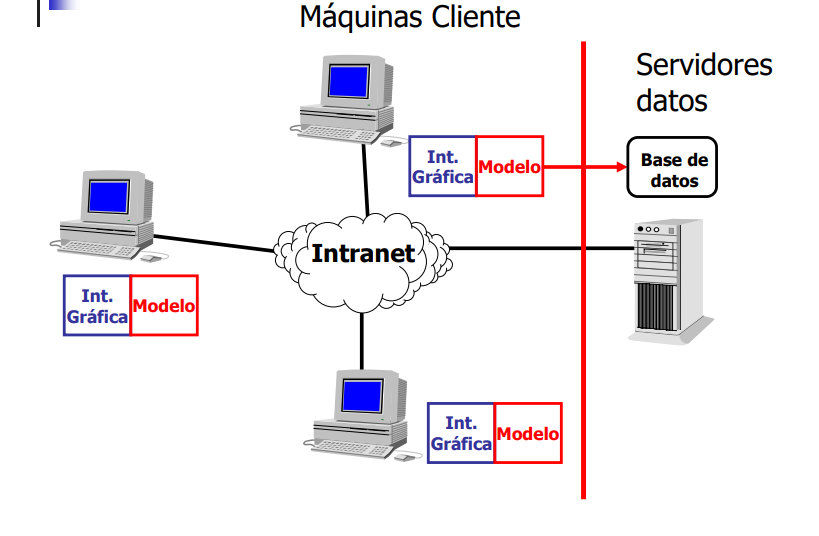 Máquinas Cliente
Servidores
datos
Int.
Gráfica
Modelo
Base de
datos
Intranet
Int.
Gráfica
Modelo
Int.
Gráfica
Modelo